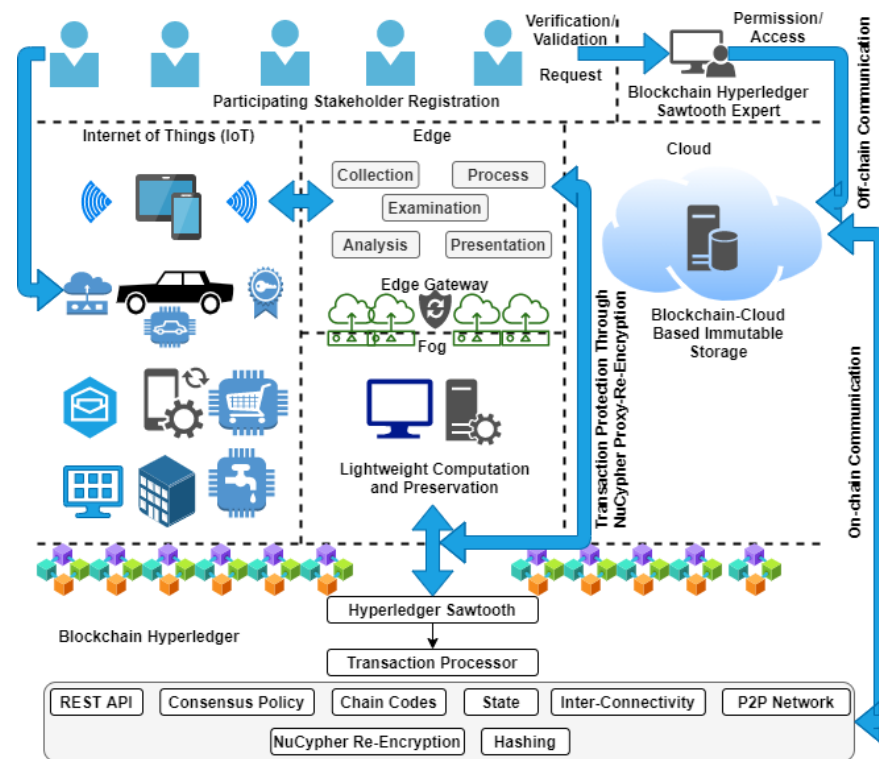 Verification/
Validation
Request
Permission/
Access
Participating Stakeholder Registration
Blockchain Hyperledger
Sawtooth Expert
Off-chain Communication
Internet of Things (IoT)
Edge
Cloud
Collection
Process
Examination
Analysis
Presentation
Edge Gateway
Fog
Blockchain-Cloud
Based Immutable
Storage
Transaction Protection Through
NuCypher Proxy-Re-Encryption
Lightweight Computation
and Preservation
On-chain Communication
Hyperledger Sawtooth
Blockchain Hyperledger
Transaction Processor
REST API
Consensus Policy
Chain Codes
State
Inter-Connectivity
P2P Network
NuCypher Re-Encryption
Hashing